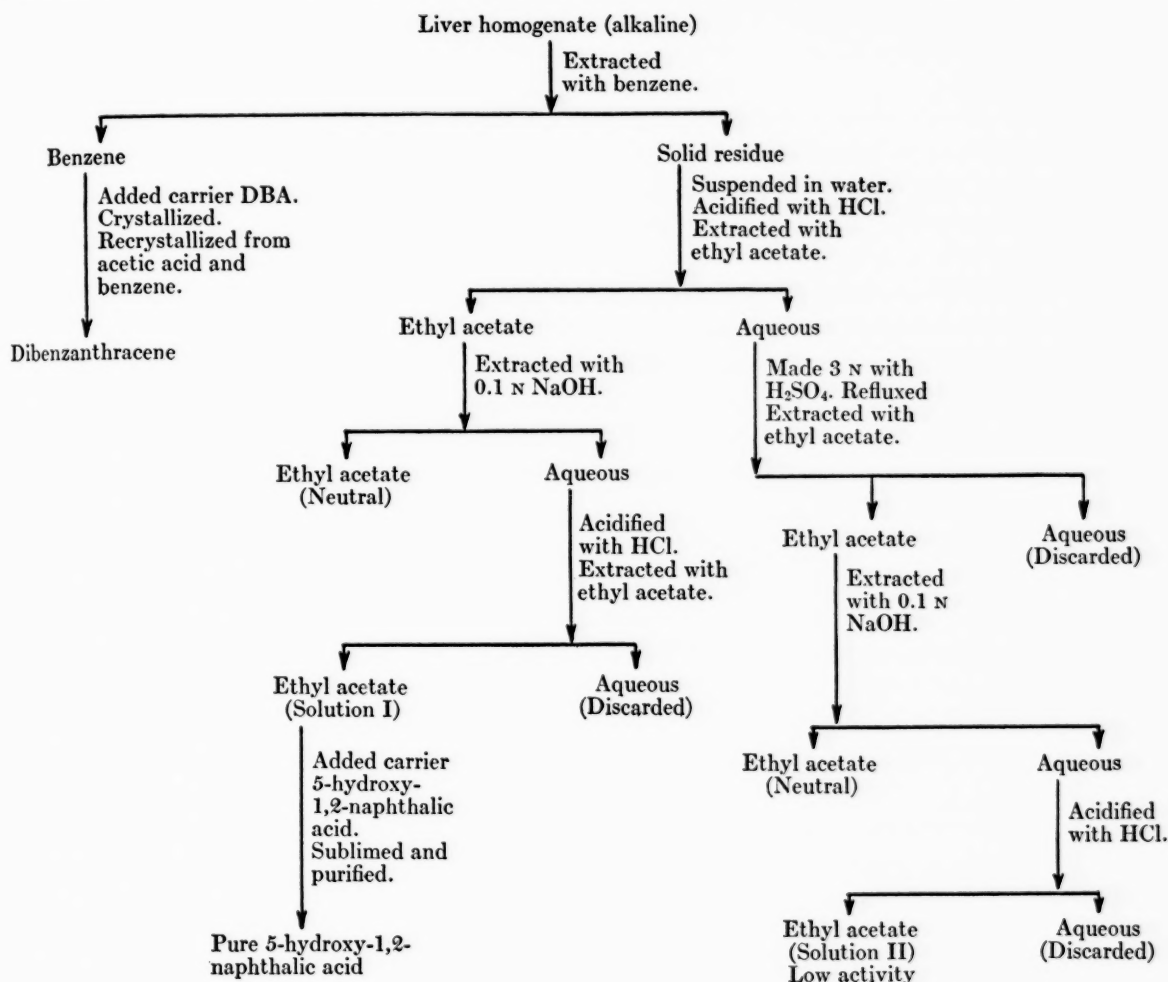 Liver homogenate (alkaline)
Extracted
with benzene.
Benzene
Solid residue
Added carrier DBA.
Crystallized.
Recrystallized from
acetic acid and
benzene.
Suspended in water.
Acidified with HCl.
Extracted with
ethyl acetate.
Dibenzanthracene
Ethyl acetate
Aqueous
Extracted with
0.1 N NaOH.
Made 3 N with
H₂SO₄. Refluxed
Extracted with
ethyl acetate.
Ethyl acetate
(Neutral)
Aqueous
Acidified
with HCl.
Extracted with
ethyl acetate.
Ethyl acetate
Aqueous
(Discarded)
Extracted
with 0.1 N
NaOH.
Ethyl acetate
(Solution I)
Aqueous
(Discarded)
Added carrier
5-hydroxy-
1,2-naphthalic
acid.
Sublimed and
purified.
Ethyl acetate
(Neutral)
Aqueous
Acidified
with HCl.
Pure 5-hydroxy-1,2-
naphthalic acid
Ethyl acetate
(Solution II)
Low activity
Aqueous
(Discarded)